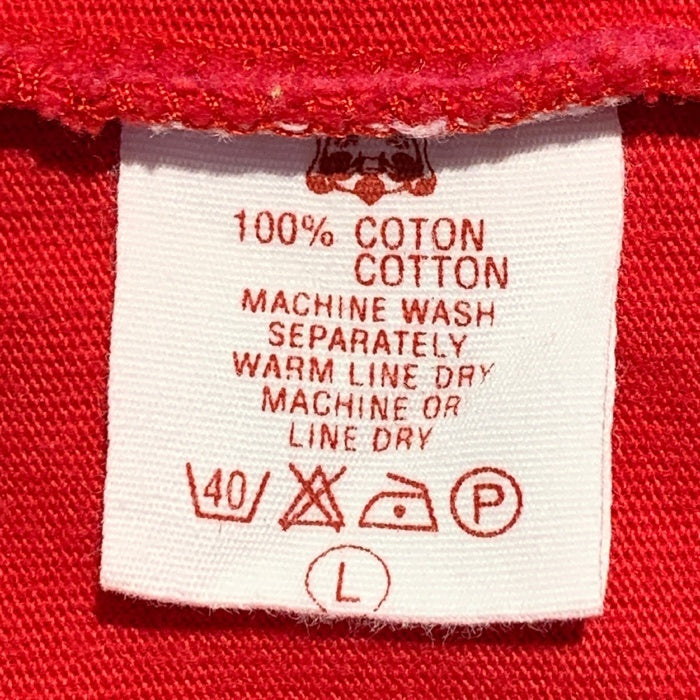 100% COTON
COTTON
MACHINE WASH
SEPARATELY
WARM LINE DRY
MACHINE OR
LINE DRY
40 P
L